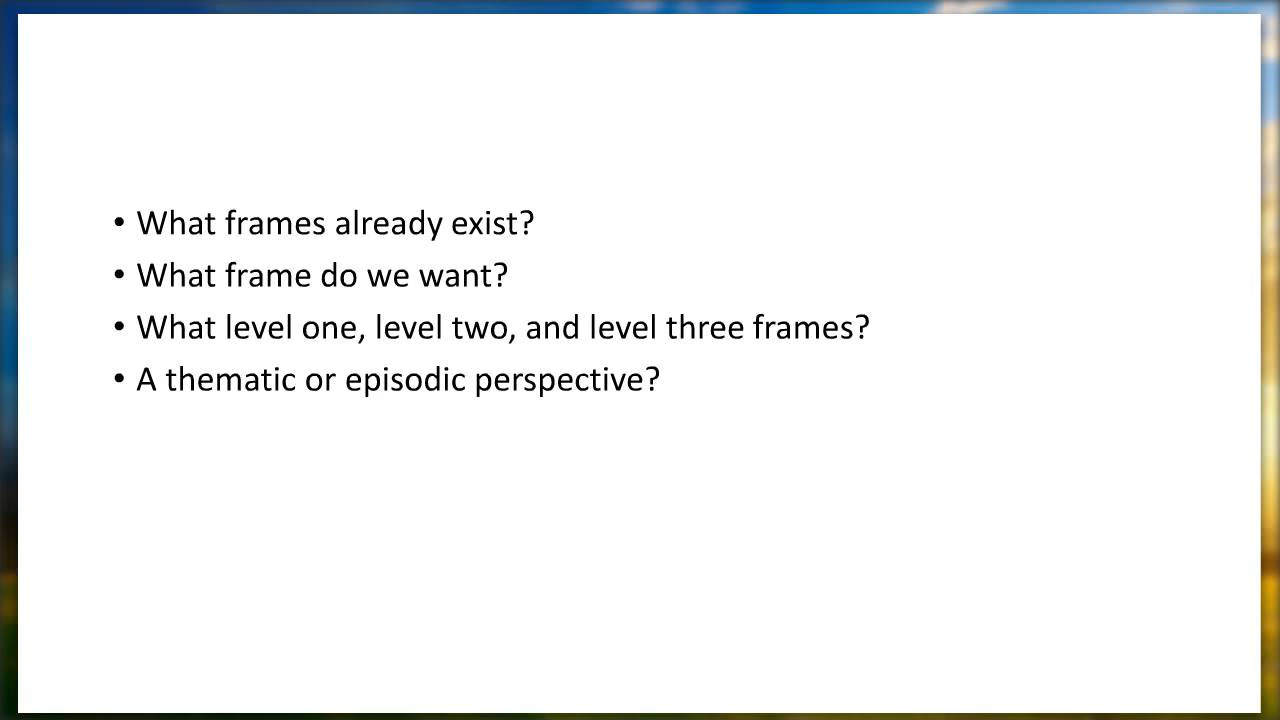 • What frames already exist?
• What frame do we want?
• What level one, level two, and level three frames?
• A thematic or episodic perspective?